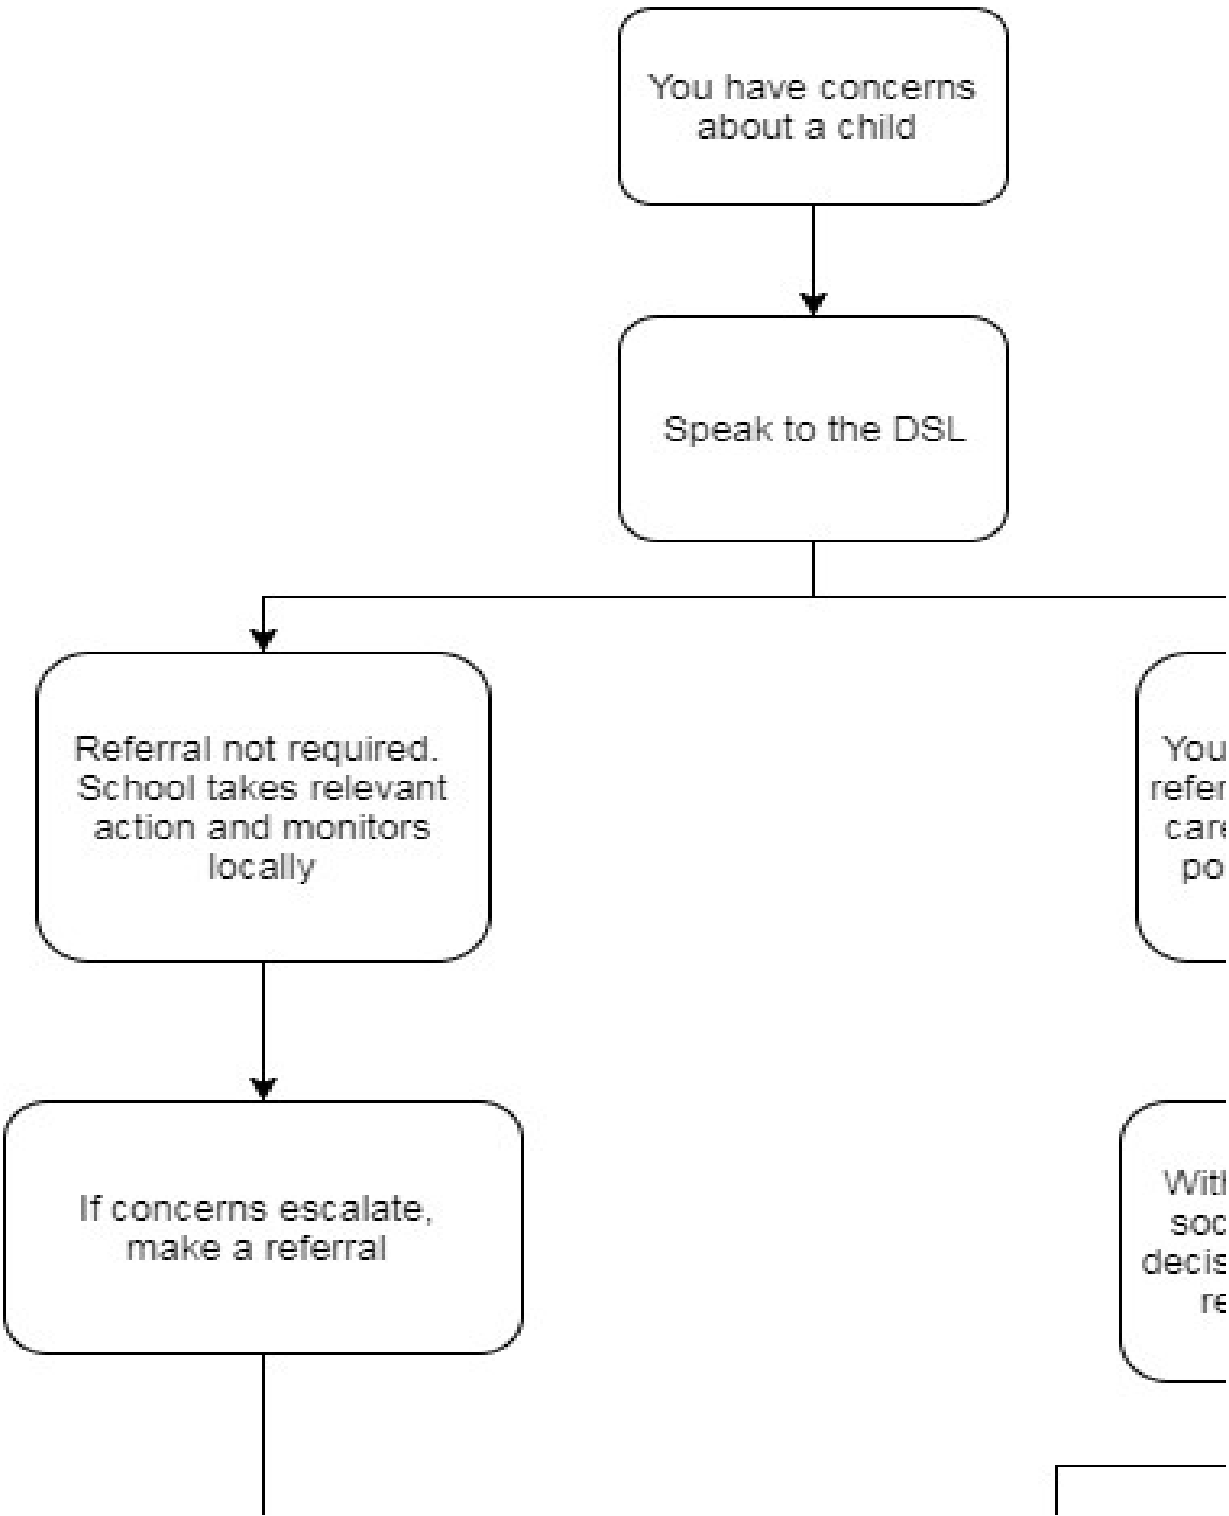 You have concerns
about a child
Speak to the DSL
Referral not required.
School takes relevant
action and monitors
locally
You
If concerns escalate,
make a referral